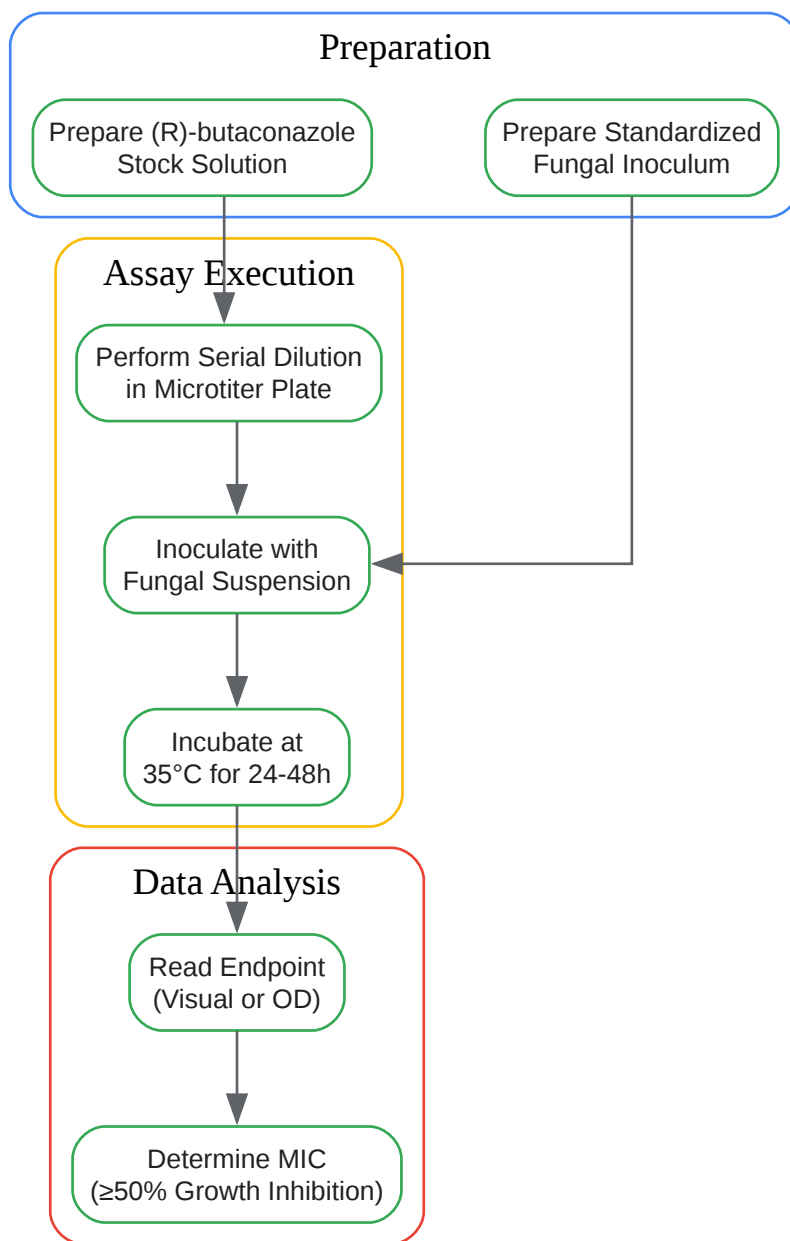 Preparation
Prepare (R)-butaconazole
Stock Solution
Prepare Standardized
Fungal Inoculum
Assay Execution
Perform Serial Dilution
in Microtiter Plate
Inoculate with
Fungal Suspension
Incubate at
35°C for 24-48h
Data Analysis
Read Endpoint
(Visual or OD)
Determine MIC
(≥50% Growth Inhibition)